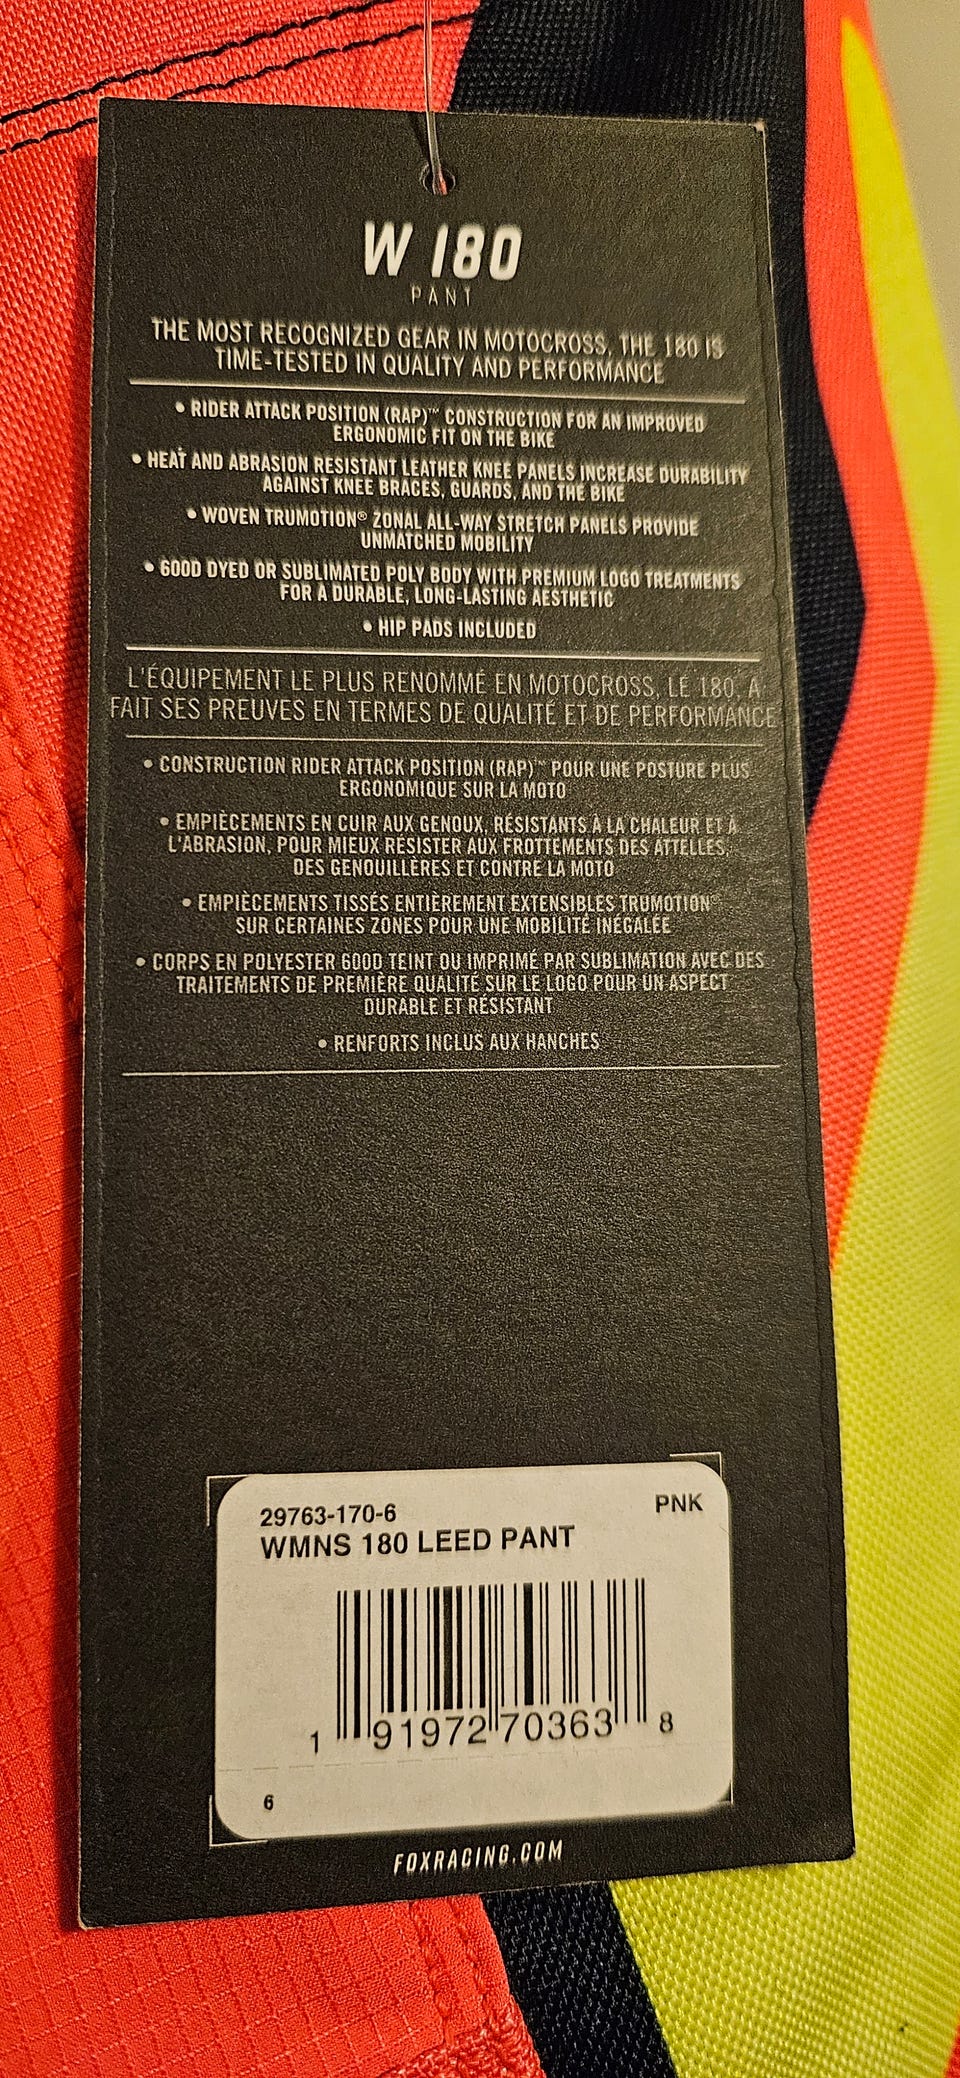 W 180
PANT
THE MOST RECOGNIZED GEAR IN MOTOCROSS, THE 180 IS
TIME-TESTED IN QUALITY AND PERFORMANCE
• RIDER ATTACK POSITION (RAP)™ CONSTRUCTION FOR AN IMPROVED
ERGONOMIC FIT ON THE BIKE
• HEAT AND ABRASION RESISTANT LEATHER KNEE PANELS INCREASE DURABILITY
AGAINST KNEE BRACES, GUARDS, AND THE BIKE
• WOVEN TRUMOTION® ZONAL ALL-WAY STRETCH PANELS PROVIDE
UNMATCHED MOBILITY
• 600D DYED OR SUBLIMATED POLY BODY WITH PREMIUM LOGO TREATMENTS
FOR A DURABLE, LONG-LASTING AESTHETIC
• HIP PADS INCLUDED
L'ÉQUIPEMENT LE PLUS RENOMMÉ EN MOTOCROSS, LE 180, A
FAIT SES PREUVES EN TERMES DE QUALITÉ ET DE PERFORMANCE
• CONSTRUCTION RIDER ATTACK POSITION (RAP)™ POUR UNE POSTURE PLUS
ERGONOMIQUE SUR LA MOTO
• EMPIÈCEMENTS EN CUIR AUX GENOUX, RÉSISTANTS À LA CHALEUR ET À
L'ABRASION, POUR MIEUX RÉSISTER AUX FROTTEMENTS DES ATTELLES,
DES GENOUILLÈRES ET CONTRE LA MOTO
• EMPIÈCEMENTS TISSÉS ENTIÈREMENT EXTENSIBLES TRUMOTION®
SUR CERTAINES ZONES POUR UNE MOBILITÉ INÉGALÉE
• CORPS EN POLYESTER 600D TEINT OU IMPRIMÉ PAR SUBLIMATION AVEC DES
TRAITEMENTS DE PREMIÈRE QUALITÉ SUR LE LOGO POUR UN ASPECT
DURABLE ET RÉSISTANT
• RENFORTS INCLUS AUX HANCHES
29763-170-6 PNK
WMNS 180 LEED PANT
1 91972 70363 8
6
FOXRACING.COM